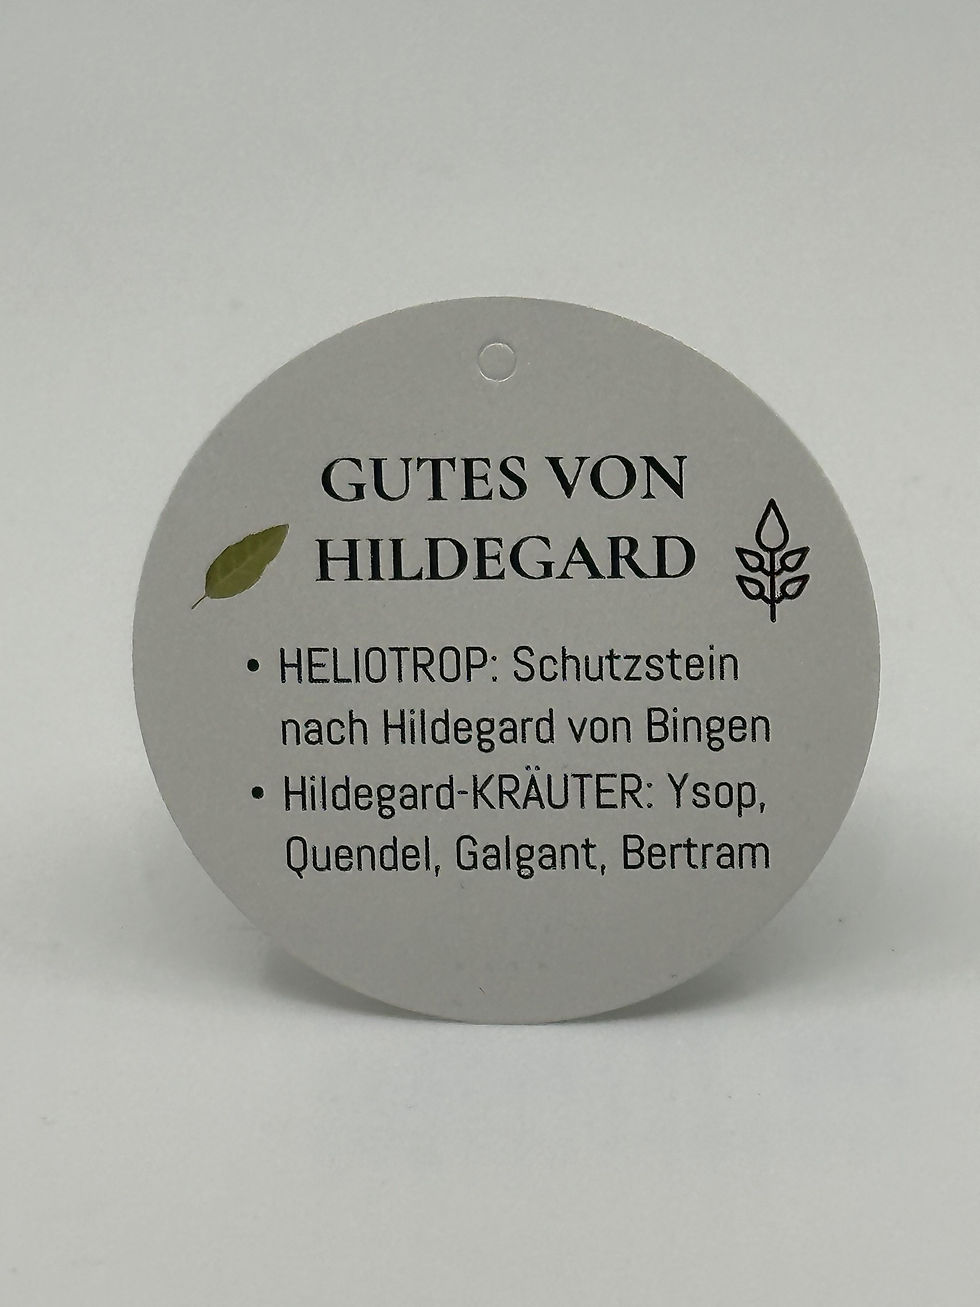 GUTES VON
HILDEGARD
• HELIOTROP: Schutzstein
nach Hildegard von Bingen
• Hildegard-KRÄUTER: Ysop,
Quendel, Galgant, Bertram